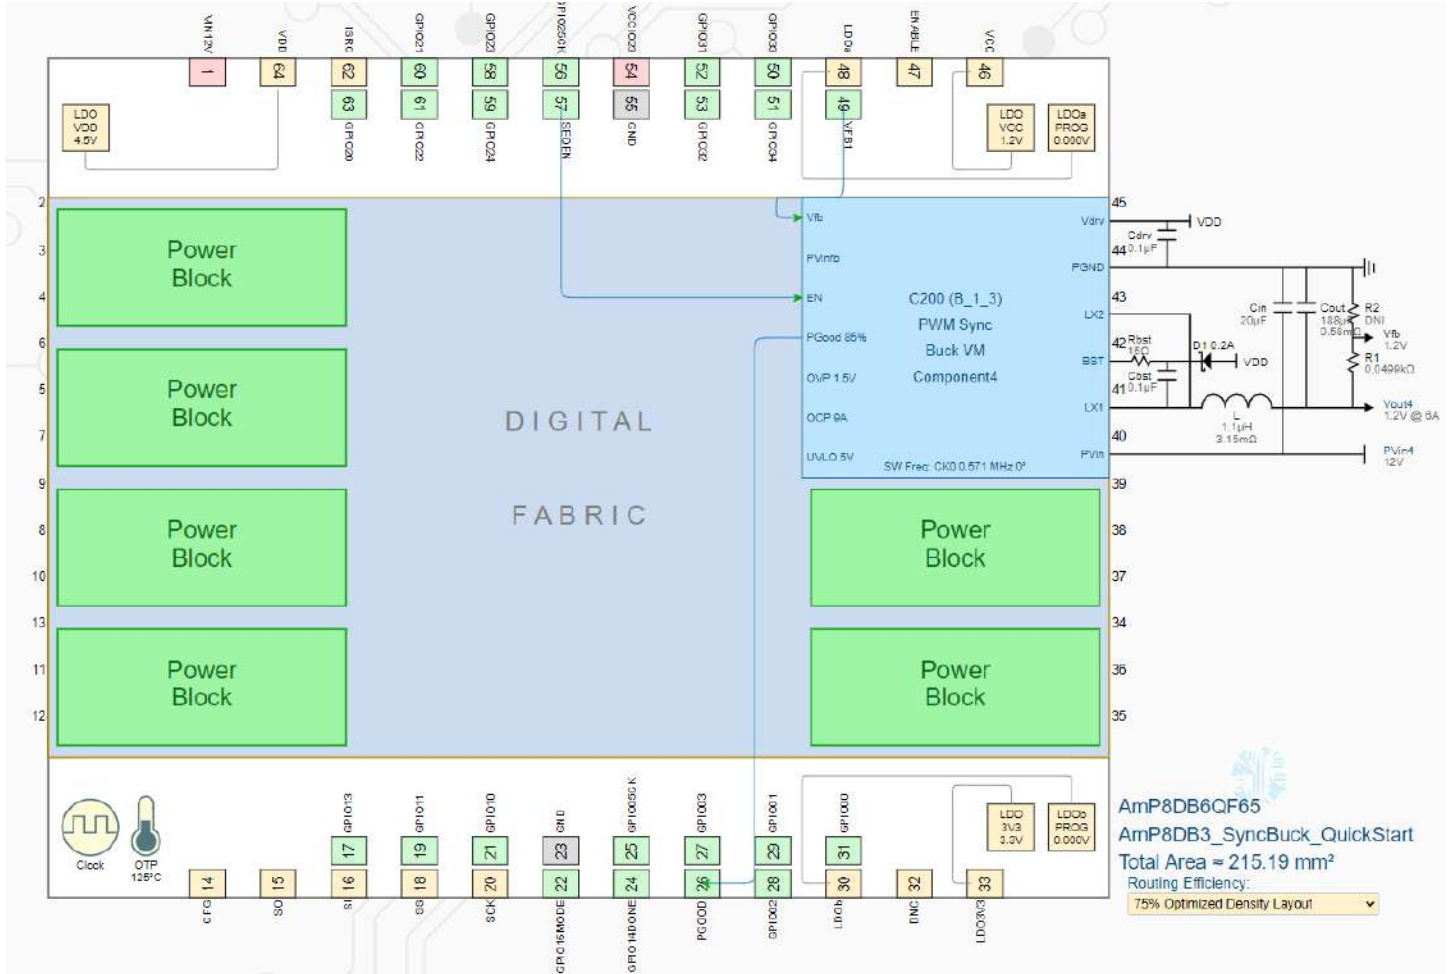 VIN12V
VDD
ISRC
GPIO21
GPIO23
GPIO25CK
VCCIO23
GPIO31
GPIO33
LDOa
ENABLE
VCC
1
64
62
60
58
56
54
52
50
48
47
46
63
61
59
57
55
53
51
49
GPIO20
GPIO22
GPIO24
SEDEN
GND
GPIO32
GPIO34
VFB1
LDO
VDD
4.5V
LDO
VCC
1.2V
LDOa
PROG
0.000V
2
3
4
6
5
7
9
8
10
13
11
12
Power
Block
Power
Block
Power
Block
Power
Block
DIGITAL
FABRIC
Vfb
PVinfb
EN
PGood 85%
OVP 1.5V
OCP 9A
UVLO 5V
C200 (B_1_3)
PWM Sync
Buck VM
Component4
SW Freq: CK0 0.571 MHz 0°
Vdrv
PGND
LX2
BST
LX1
PVin
Power
Block
Power
Block
45
44
43
42
41
40
39
38
37
34
36
35
Cdrv
0.1µF
VDD
Cin
20µF
Cout
188µF
0.58mΩ
R2
DNI
Vfb
1.2V
R1
0.0499kΩ
Rbst
15Ω
D1 0.2A
VDD
Cbst
0.1µF
L
1.1µH
3.15mΩ
Vout4
1.2V @ 6A
PVin4
12V
Clock
OTP
125°C
GPIO13
GPIO11
GPIO10
GND
GPIO05CK
GPIO03
GPIO01
GPIO00
17
19
21
23
25
27
29
31
14
15
16
18
20
22
24
26
28
30
32
33
CFG
SO
SI
SS
SCK
GPIO15MODE
GPIO14DONE
PGOOD
GPIO02
LDOb
DNC
LDO3V3
LDO
3V3
3.3V
LDOb
PROG
0.000V
AmP8DB6QF65
AmP8DB3_SyncBuck_QuickStart
Total Area ≈ 215.19 mm²
Routing Efficiency:
75% Optimized Density Layout